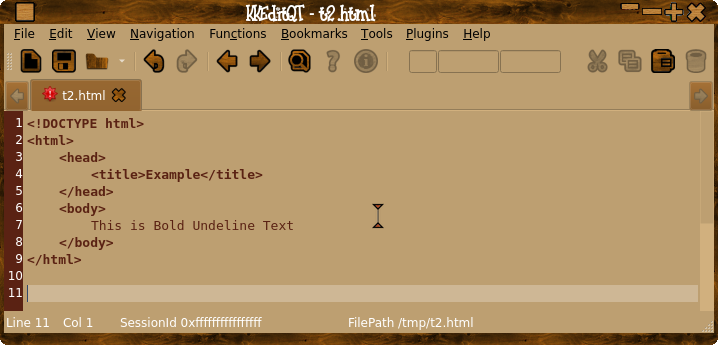 KKEditQT - t2.html
File Edit View Navigation Functions Bookmarks Tools Plugins Help
t2.html
1 <!DOCTYPE html>
2 <html>
3 <head>
4 <title>Example</title>
5 </head>
6 <body>
7 This is Bold Undeline Text
8 </body>
9 </html>
10
11
Line 11 Col 1 SessionId 0xffffffffffffffff FilePath /tmp/t2.html